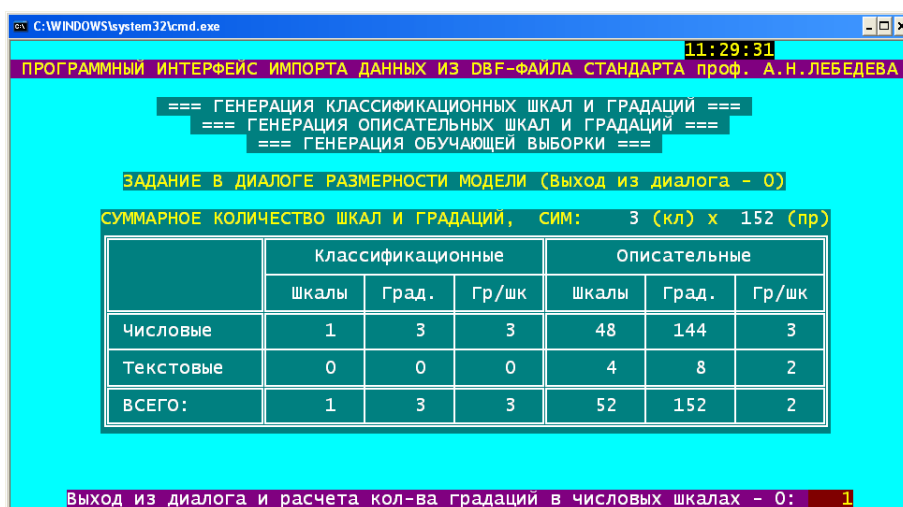 C:\WINDOWS\system32\cmd.exe
11:29:31
ПРОГРАММНЫЙ ИНТЕРФЕЙС ИМПОРТА ДАННЫХ ИЗ DBF-ФАЙЛА СТАНДАРТА проф. А.Н.ЛЕБЕДЕВА
=== ГЕНЕРАЦИЯ КЛАССИФИКАЦИОННЫХ ШКАЛ И ГРАДАЦИЙ ===
=== ГЕНЕРАЦИЯ ОПИСАТЕЛЬНЫХ ШКАЛ И ГРАДАЦИЙ ===
=== ГЕНЕРАЦИЯ ОБУЧАЮЩЕЙ ВЫБОРКИ ===
ЗАДАНИЕ В ДИАЛОГЕ РАЗМЕРНОСТИ МОДЕЛИ (Выход из диалога - 0)
СУММАРНОЕ КОЛИЧЕСТВО ШКАЛ И ГРАДАЦИЙ, СИМ: 3 (кл) x 152 (пр)
Классификационные Описательные
Шкалы Град. Гр/шк Шкалы Град. Гр/шк
Числовые 1 3 3 48 144 3
Текстовые 0 0 0 4 8 2
ВСЕГО: 1 3 3 52 152 2
Выход из диалога и расчета кол-ва градаций в числовых шкалах - 0: 1